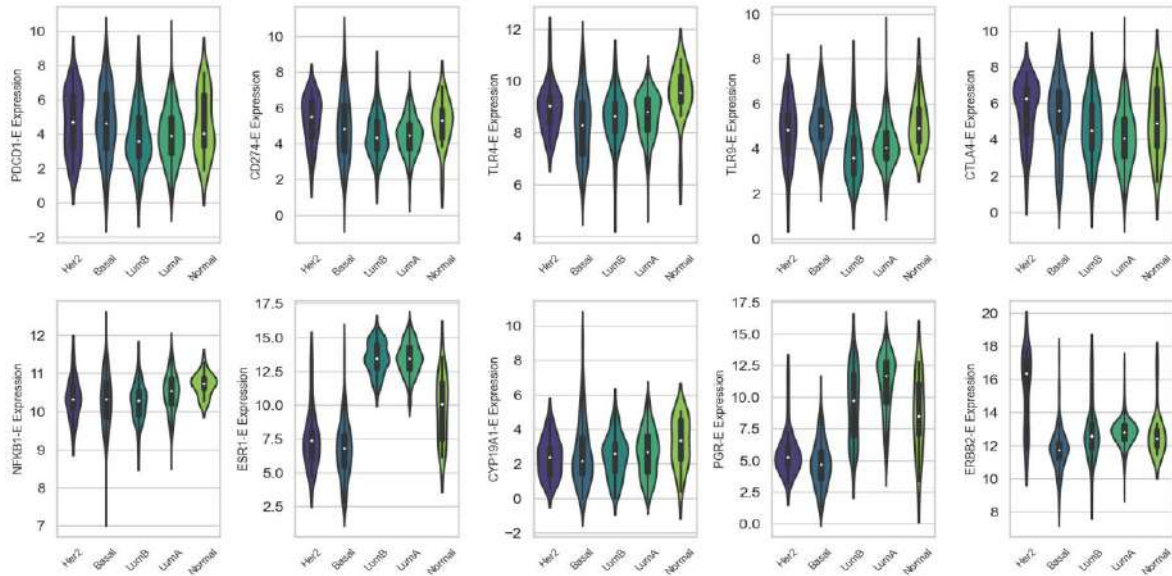 PDCD1-E Expression
10
8
6
4
2
0
−2
Her2
Basal
LumB
LumA
Normal
CD274-E Expression
10
8
6
4
2
0
Her2
Basal
LumB
LumA
Normal
TLR4-E Expression
12
10
8
6
4
Her2
Basal
LumB
LumA
Normal
TLR9-E Expression
10
8
6
4
2
0
Her2
Basal
LumB
LumA
Normal
CTLA4-E Expression
10
8
6
4
2
0
Her2
Basal
LumB
LumA
Normal
NFKB1-E Expression
12
11
10
9
8
7
Her2
Basal
LumB
LumA
Normal
ESR1-E Expression
17.5
15.0
12.5
10.0
7.5
5.0
2.5
Her2
Basal
LumB
LumA
Normal
CYP19A1-E Expression
10
8
6
4
2
0
−2
Her2
Basal
LumB
LumA
Normal
PGR-E Expression
17.5
15.0
12.5
10.0
7.5
5.0
2.5
0.0
Her2
Basal
LumB
LumA
Normal
ERBB2-E Expression
20
18
16
14
12
10
8
Her2
Basal
LumB
LumA
Normal